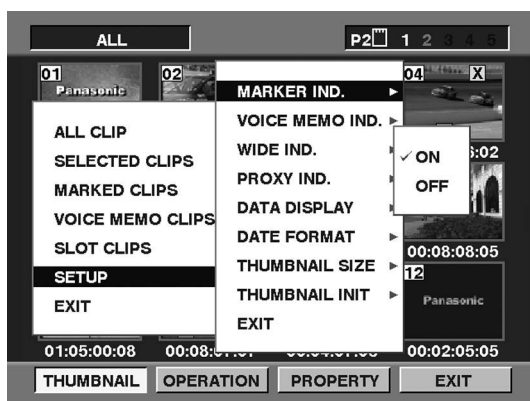 ALL
P2 1 2 3 4 5
01
Panasonic
02
04 X
ALL CLIP
SELECTED CLIPS
MARKED CLIPS
VOICE MEMO CLIPS
SLOT CLIPS
SETUP
EXIT
MARKER IND.
VOICE MEMO IND.
WIDE IND.
PROXY IND.
DATA DISPLAY
DATE FORMAT
THUMBNAIL SIZE
THUMBNAIL INIT
EXIT
ON
OFF
:02
00:08:08:05
12
Panasonic
01:05:00:08
00:02:05:05
THUMBNAIL
OPERATION
PROPERTY
EXIT